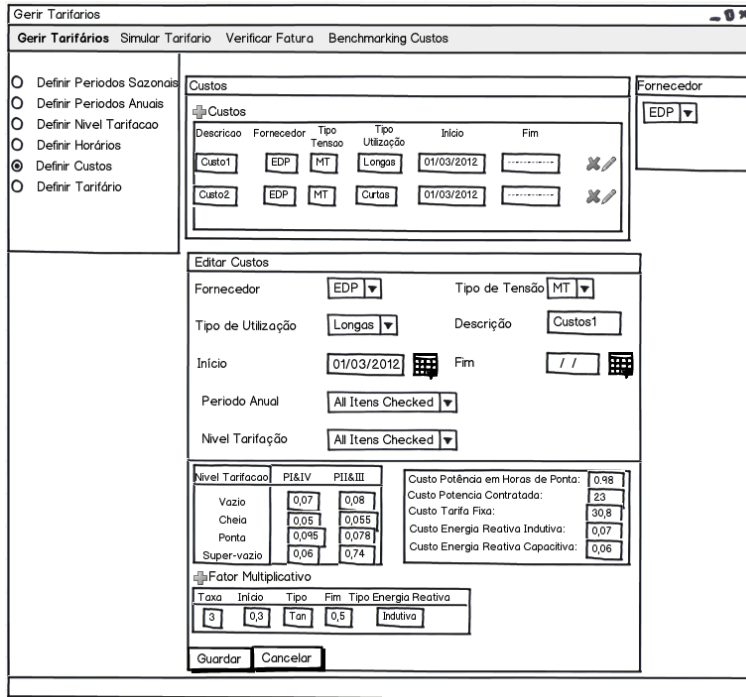 Gerir Tarifarios
Gerir Tarifários Simular Tarifario Verificar Fatura Benchmarking Custos
Definir Periodos Sazonais
Definir Periodos Anuais
Definir Nivel Tarifacao
Definir Horários
Definir Custos
Definir Tarifário
Custos
Custos
Descricao Fornecedor Tipo Tensao Tipo Utilização Início Fim
Custo1 EDP MT Longas 01/03/2012 ------------
Custo2 EDP MT Curtas 01/03/2012 ------------
Fornecedor
EDP
Editar Custos
Fornecedor EDP Tipo de Tensão MT
Tipo de Utilização Longas Descrição Custos1
Início 01/03/2012 Fim / /
Periodo Anual All Itens Checked
Nivel Tarifação All Itens Checked
Nivel Tarifacao PI&IV PII&III
Vazio 0,07 0,08
Cheia 0,05 0,055
Ponta 0,095 0,078
Super-vazio 0,06 0,74
Custo Potência em Horas de Ponta: 0.98
Custo Potencia Contratada: 23
Custo Tarifa Fixa: 30,8
Custo Energia Reativa Indutiva: 0,07
Custo Energia Reativa Capacitiva: 0,06
Fator Multiplicativo
Taxa Inicio Tipo Fim Tipo Energia Reativa
3 0,3 Tan 0,5 Indutiva
Guardar Cancelar